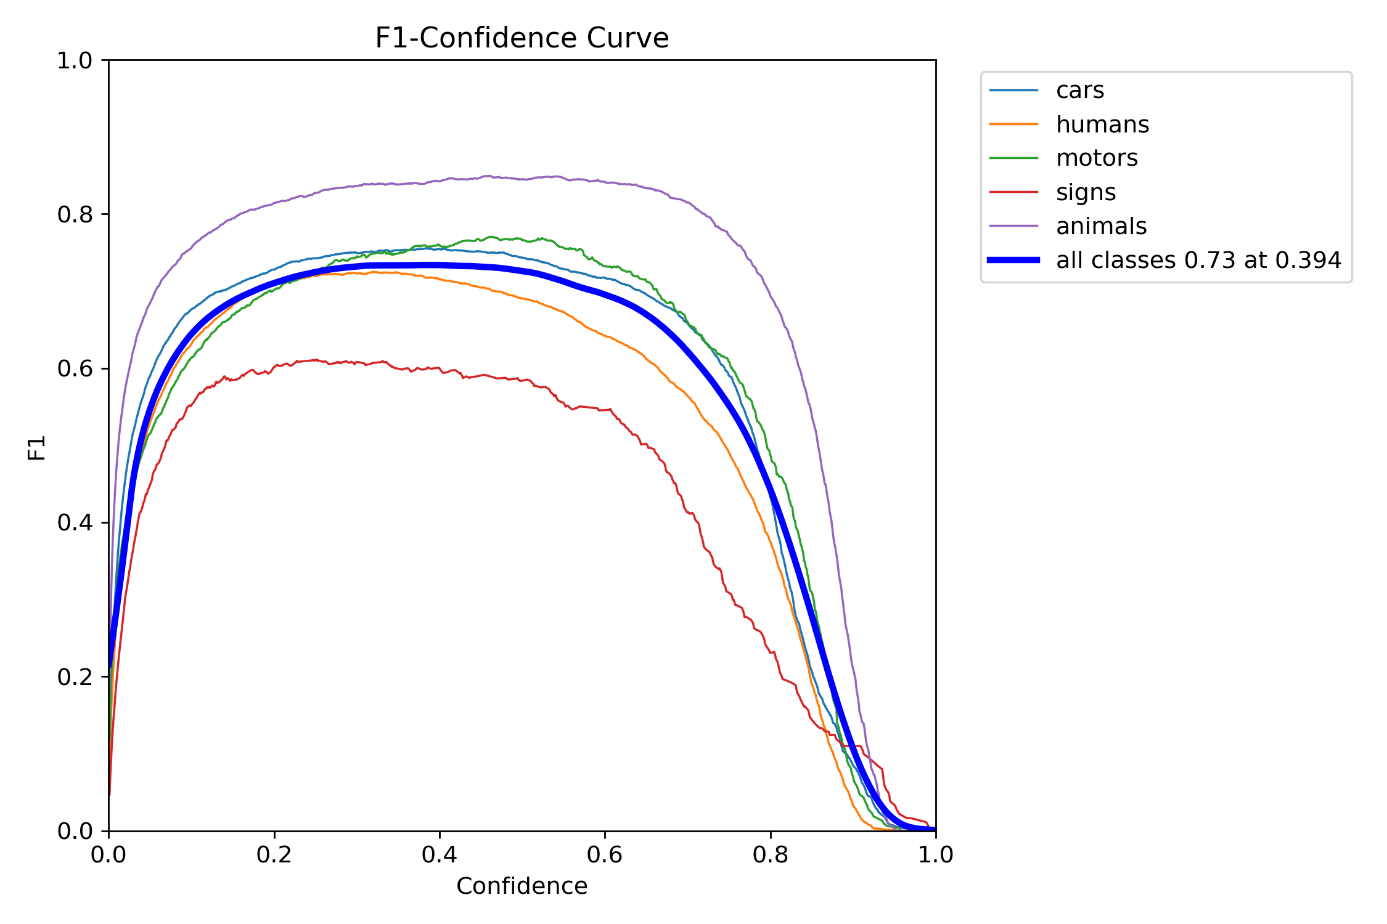 F1-Confidence Curve
1.0
0.8
0.6
0.4
0.2
0.0
F1
0.0 0.2 0.4 0.6 0.8 1.0
Confidence
cars
humans
motors
signs
animals
all classes 0.73 at 0.394